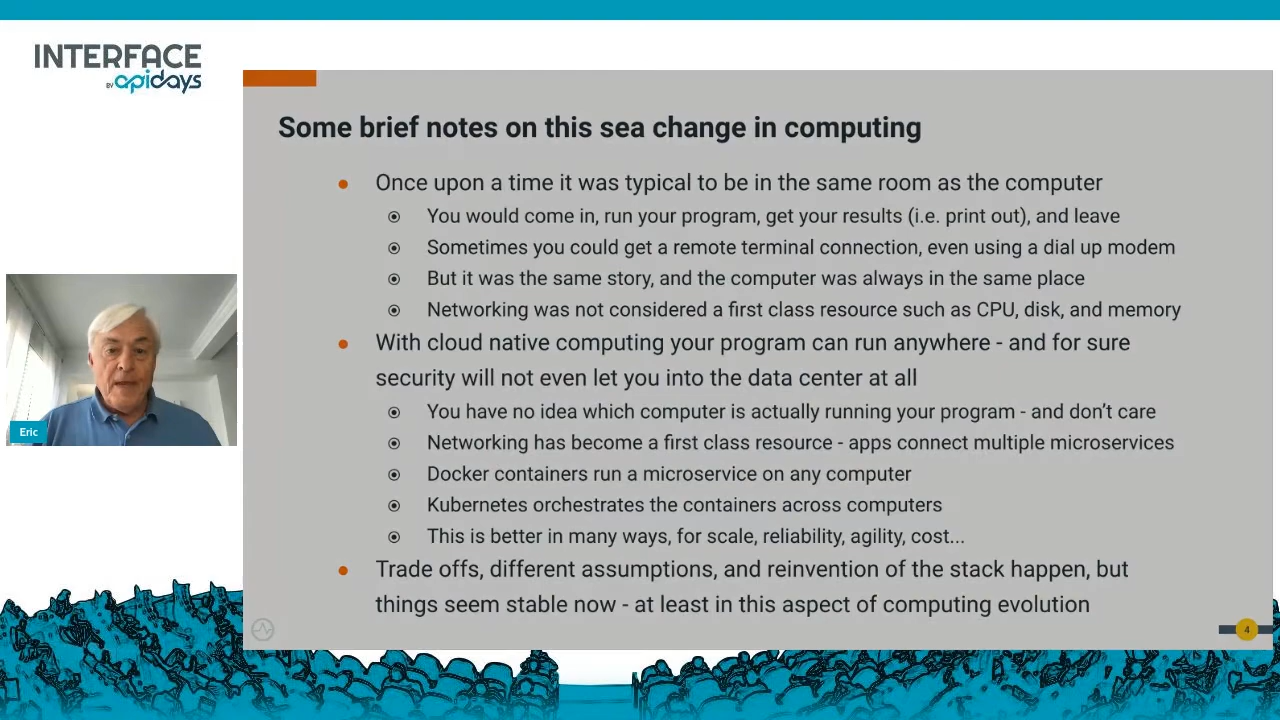 INTERFACE
BY apidays
Some brief notes on this sea change in computing
Once upon a time it was typical to be in the same room as the computer
You would come in, run your program, get your results (i.e. print out), and leave
Sometimes you could get a remote terminal connection, even using a dial up modem
But it was the same story, and the computer was always in the same place
Networking was not considered a first class resource such as CPU, disk, and memory
With cloud native computing your program can run anywhere - and for sure
security will not even let you into the data center at all
You have no idea which computer is actually running your program - and don't care
Networking has become a first class resource - apps connect multiple microservices
Docker containers run a microservice on any computer
Kubernetes orchestrates the containers across computers
This is better in many ways, for scale, reliability, agility, cost...
Trade offs, different assumptions, and reinvention of the stack happen, but
things seem stable now - at least in this aspect of computing evolution
Eric
4